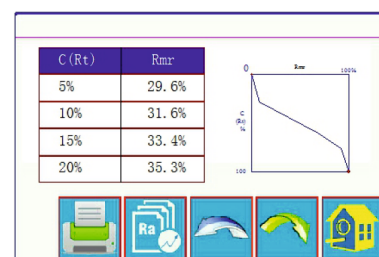 C(Rt) Rmr
5% 29.6%
10% 31.6%
15% 33.4%
20% 35.3%
0 Rmr 100%
C
(Rt)
%
100
Ra